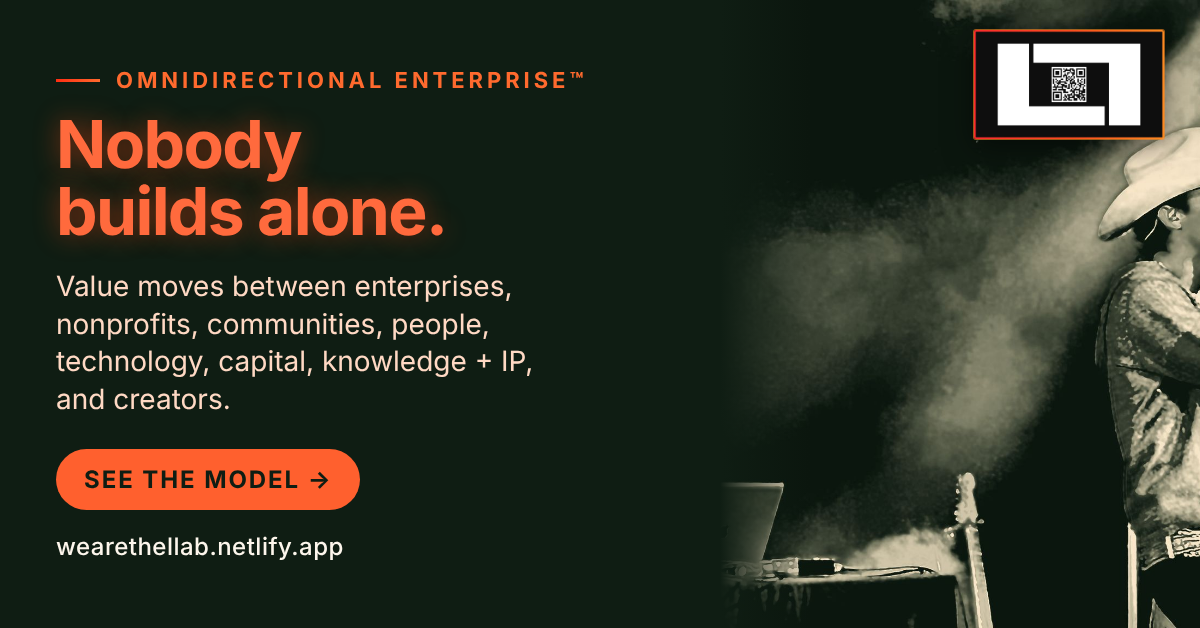 OMNIDIRECTIONAL ENTERPRISE™
Nobody
builds alone.
Value moves between enterprises,
nonprofits, communities, people,
technology, capital, knowledge + IP,
and creators.
SEE THE MODEL →
wearethellab.netlify.app